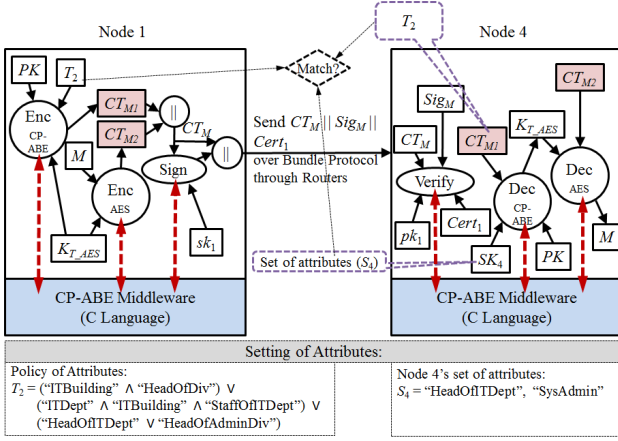 Node 1
T2
Node 4
PK
T2
Match?
CTM1
CTM2
||
Enc
CP-
ABE
CTM
||
M
Enc
AES
Sign
KT_AES
sk1
Send CTM || SigM ||
Cert1
over Bundle Protocol
through Routers
SigM
CTM2
CTM
CTM1
KT_AES
Verify
Dec
CP-
ABE
Dec
AES
pk1
Cert1
SK4
PK
M
Set of attributes (S4)
CP-ABE Middleware
(C Language)
CP-ABE Middleware
(C Language)
Setting of Attributes:
Policy of Attributes:
T2 = (“ITBuilding” ∧ “HeadOfDiv”) ∨
(“ITDept” ∧ “ITBuilding” ∧ “StaffOfITDept”) ∨
(“HeadOfITDept” ∨ “HeadOfAdminDiv”)
Node 4’s set of attributes:
S4 = “HeadOfITDept”, “SysAdmin”